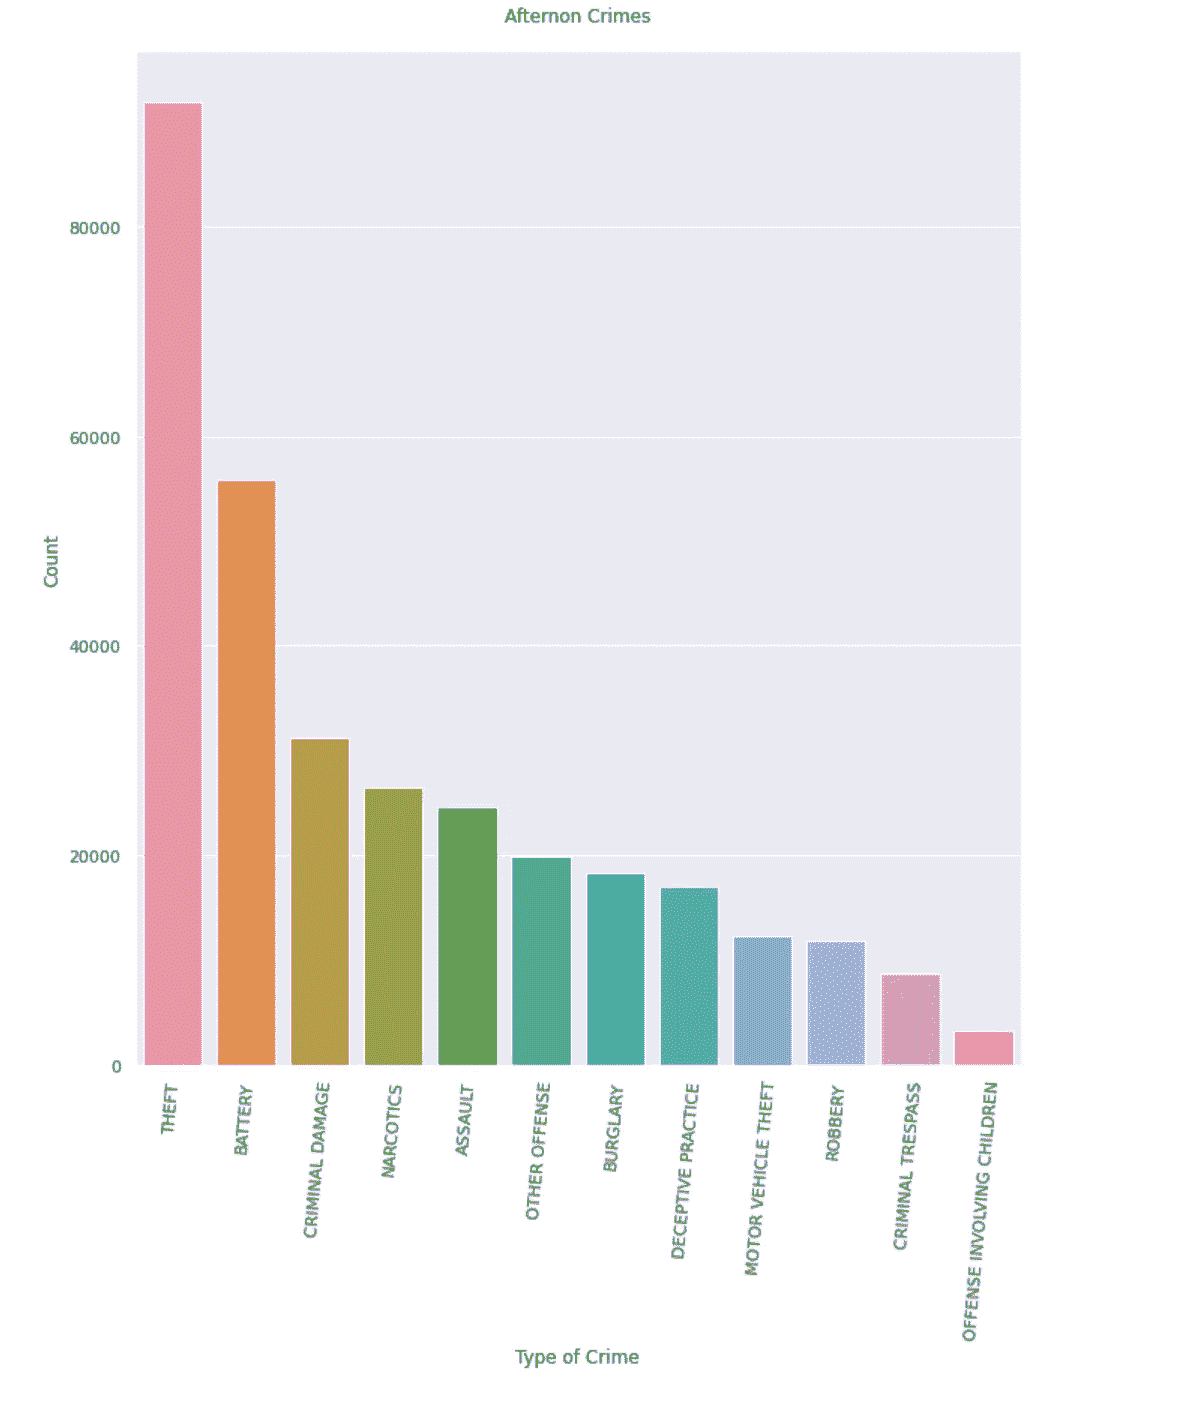 Afternon Crimes
80000
60000
40000
20000
0
Count
THEFT
BATTERY
CRIMINAL DAMAGE
NARCOTICS
ASSAULT
OTHER OFFENSE
BURGLARY
DECEPTIVE PRACTICE
MOTOR VEHICLE THEFT
ROBBERY
CRIMINAL TRESPASS
OFFENSE INVOLVING CHILDREN
Type of Crime